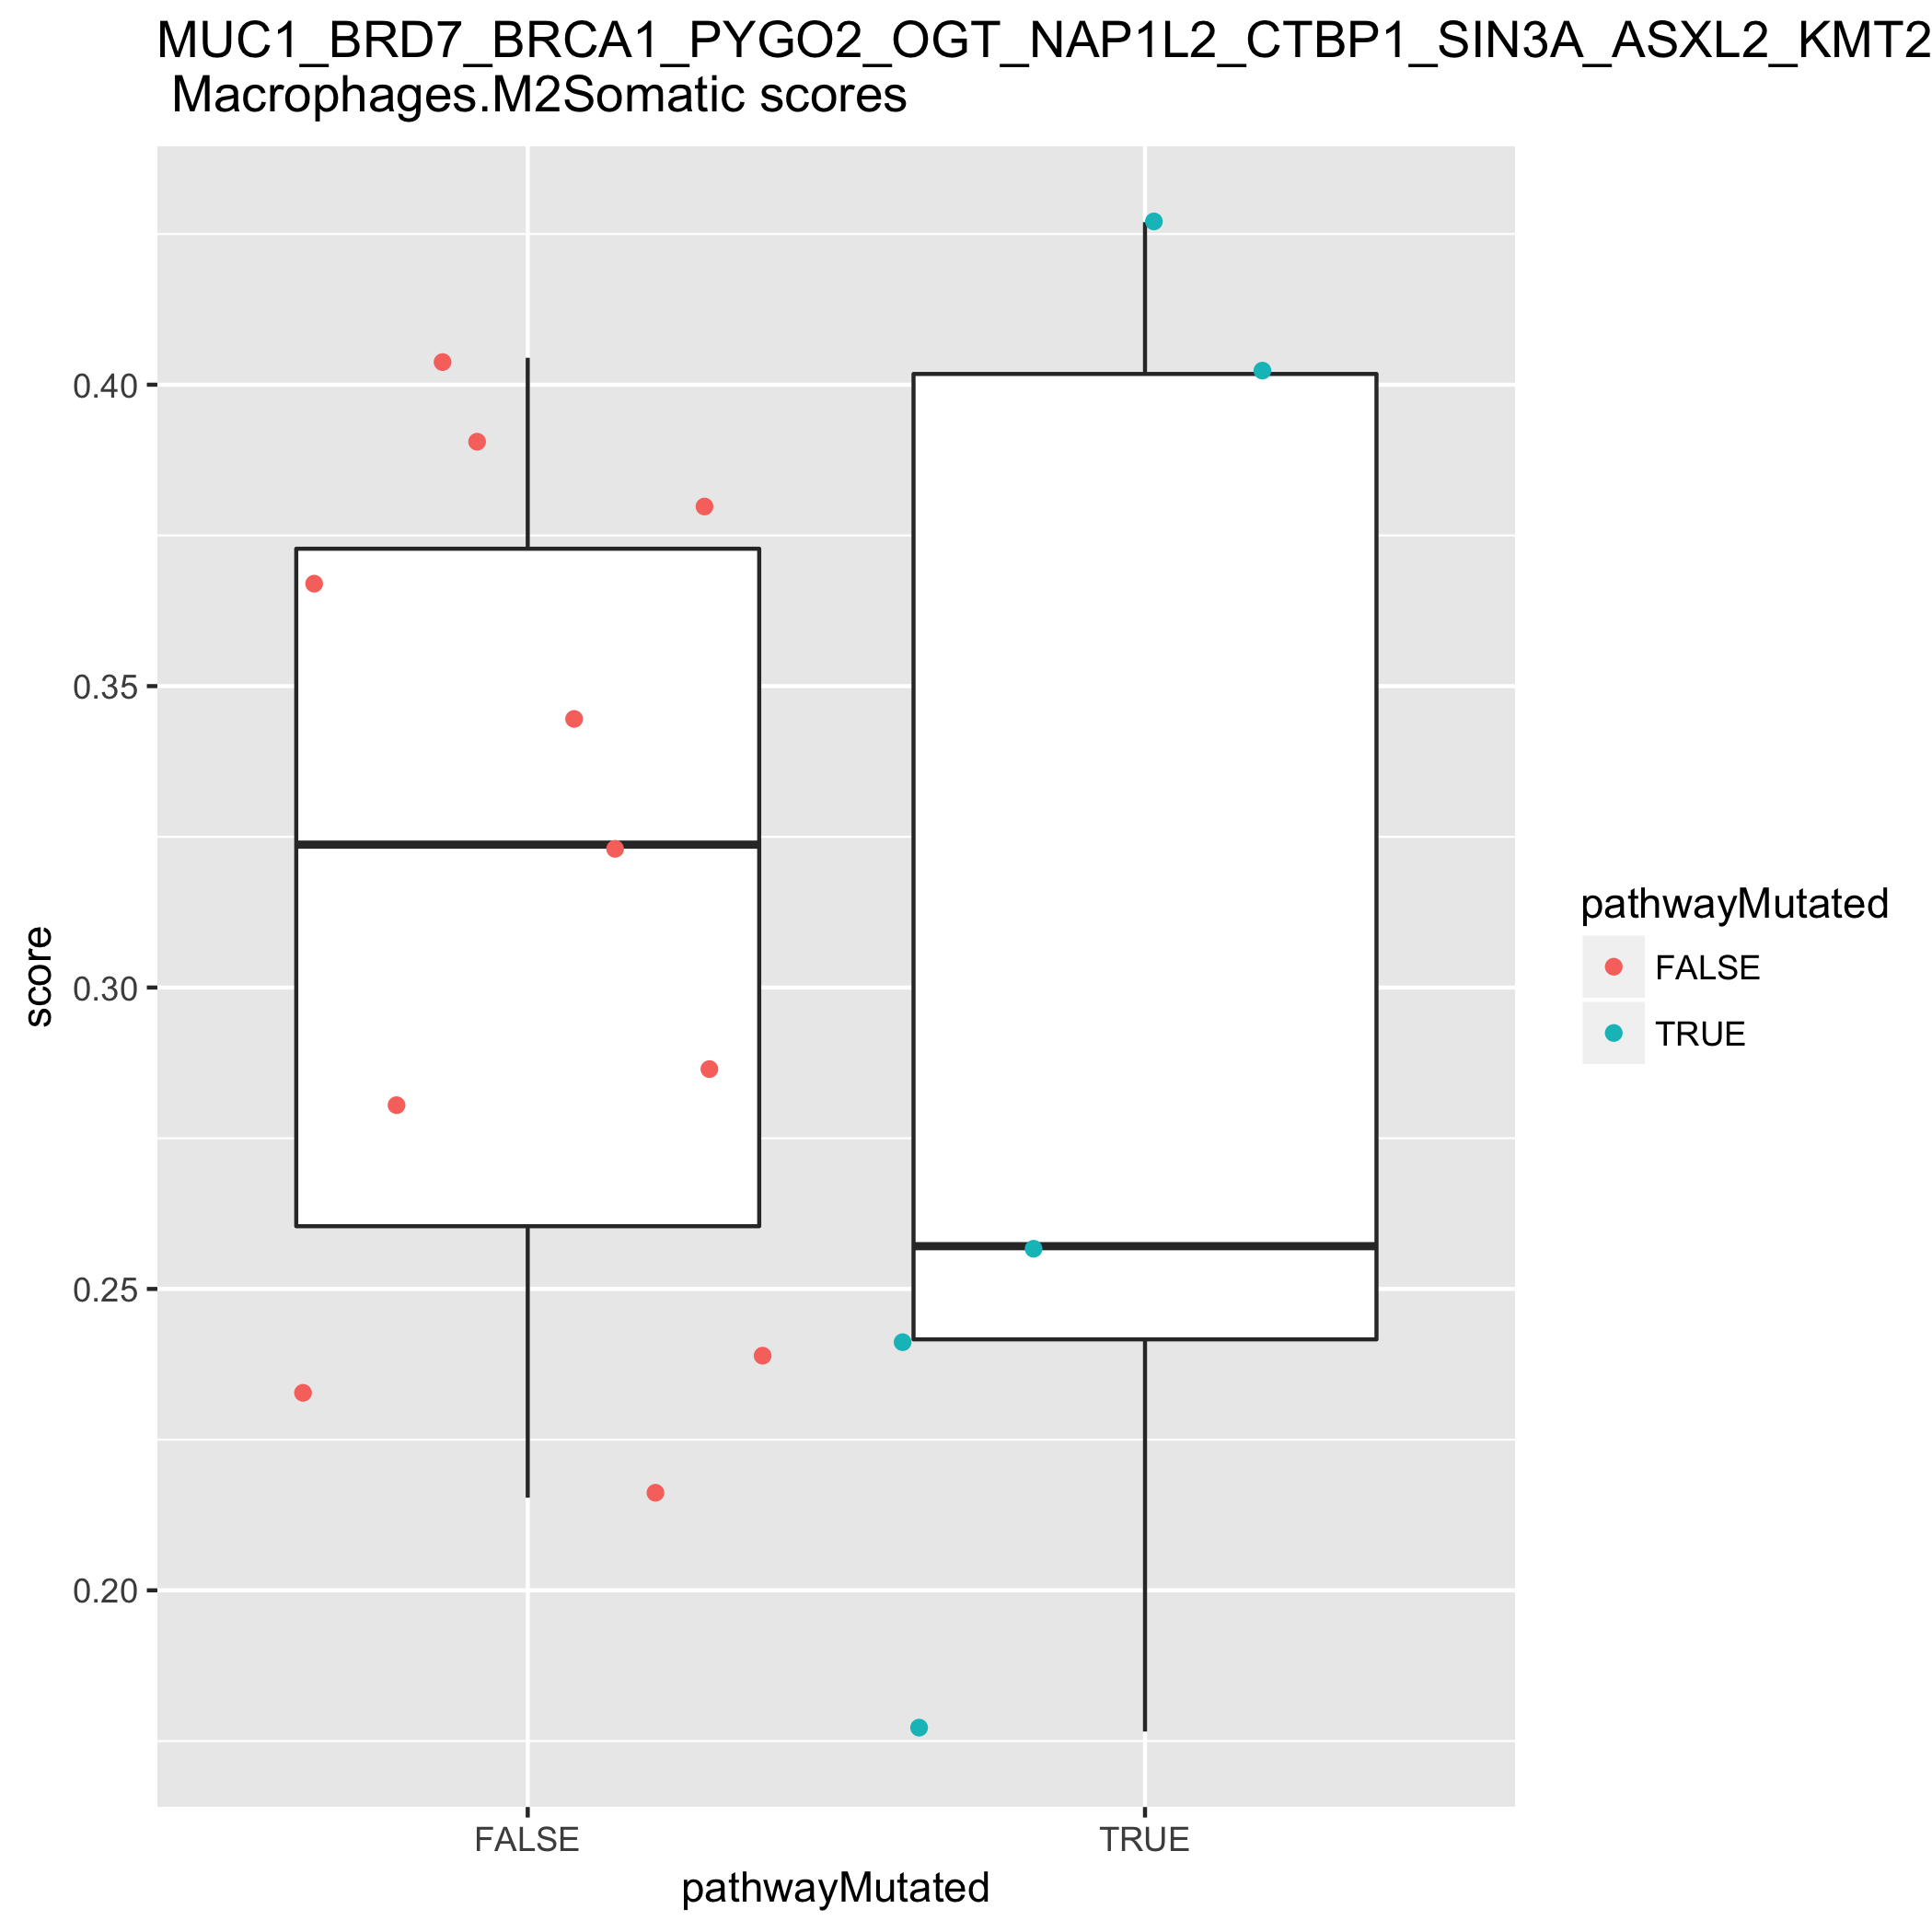 MUC1_BRD7_BRCA1_PYGO2_OGT_NAP1L2_CTBP1_SIN3A_ASXL2_KMT2
Macrophages.M2Somatic scores
score
0.40
0.35
0.30
0.25
0.20
FALSE
TRUE
pathwayMutated
pathwayMutated
FALSE
TRUE